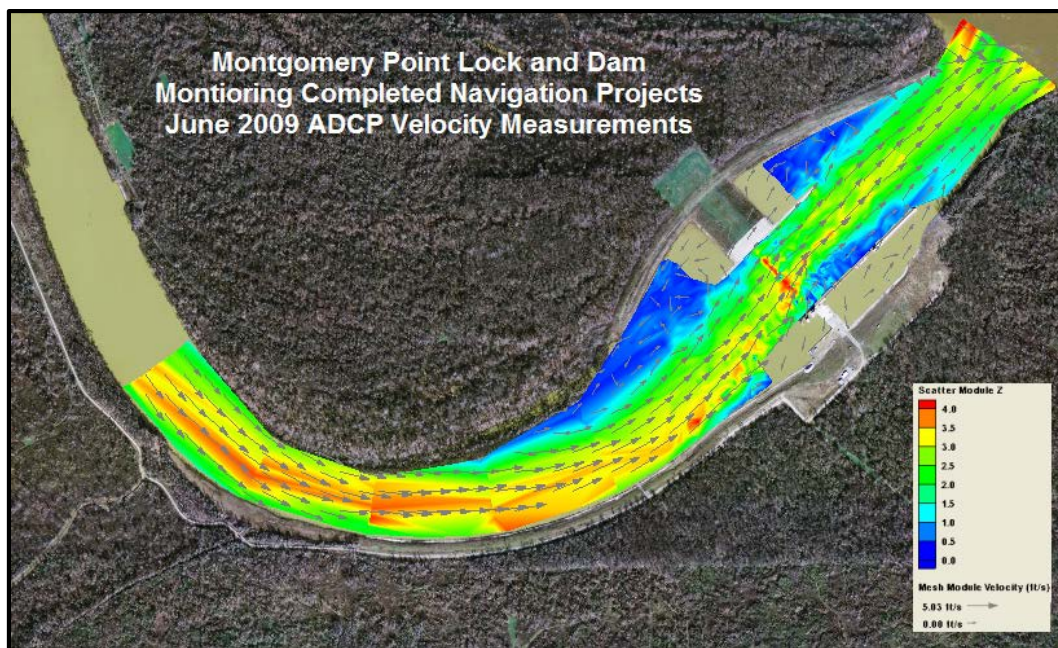 Montgomery Point Lock and Dam
Montioring Completed Navigation Projects
June 2009 ADCP Velocity Measurements
Scatter Module Z
4.0
3.5
3.0
2.5
2.0
1.5
1.0
0.5
0.0
Mesh Module Velocity (ft/s)
5.03 ft/s
0.00 ft/s